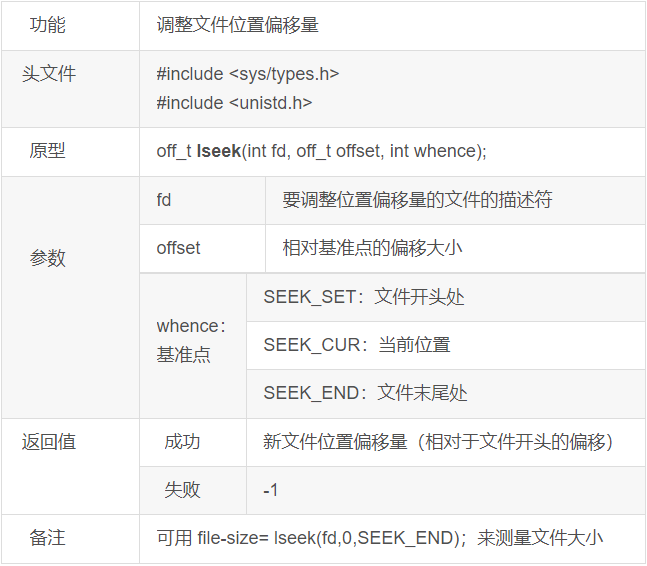 功能 调整文件位置偏移量
头文件 #include <sys/types.h>
#include <unistd.h>
原型 off_t lseek(int fd, off_t offset, int whence);
参数
fd 要调整位置偏移量的文件的描述符
offset 相对基准点的偏移大小
whence：
基准点
SEEK_SET：文件开头处
SEEK_CUR：当前位置
SEEK_END：文件末尾处
返回值 成功 新文件位置偏移量（相对于文件开头的偏移）
失败 -1
备注 可用 file-size= lseek(fd,0,SEEK_END)；来测量文件大小